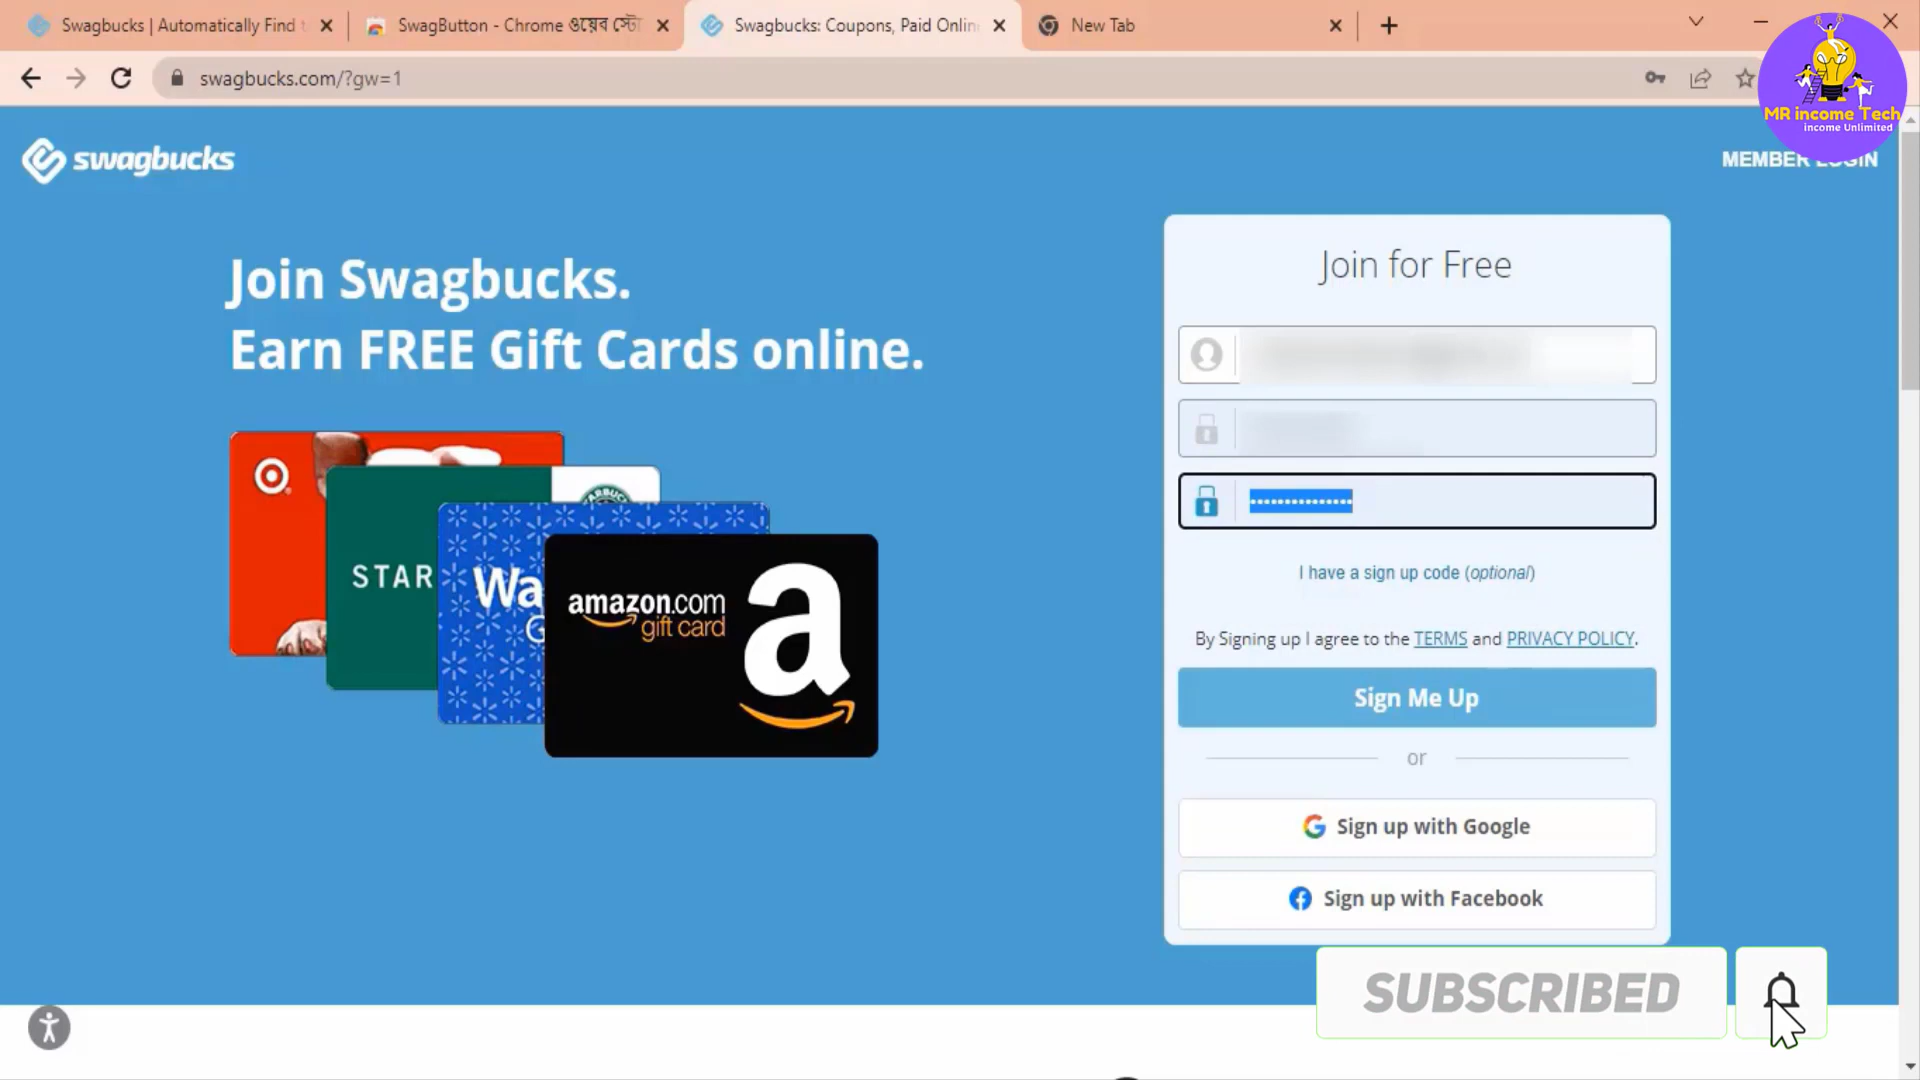 Swagbucks | Automatically Find t
SwagButton - Chrome ওয়েব স্টো
Swagbucks: Coupons, Paid Onlin
New Tab
swagbucks.com/?gw=1
MR income Tech
income Unlimited
swagbucks
MEMBER LOGIN
Join Swagbucks.
Earn FREE Gift Cards online.
STAR
Wa
G
amazon.com
gift card
Join for Free
I have a sign up code (optional)
By Signing up I agree to the TERMS and PRIVACY POLICY.
Sign Me Up
or
Sign up with Google
Sign up with Facebook
SUBSCRIBED